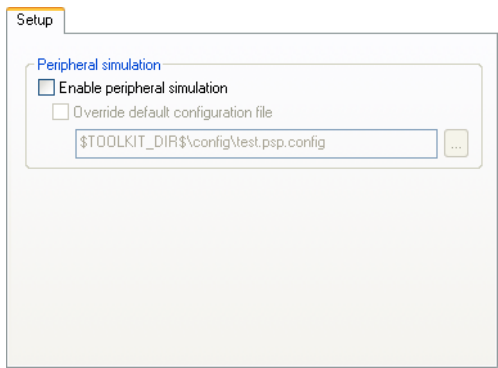 Setup
Peripheral simulation
Enable peripheral simulation
Override default configuration file
$TOOLKIT_DIR$\config\test.psp.config
...